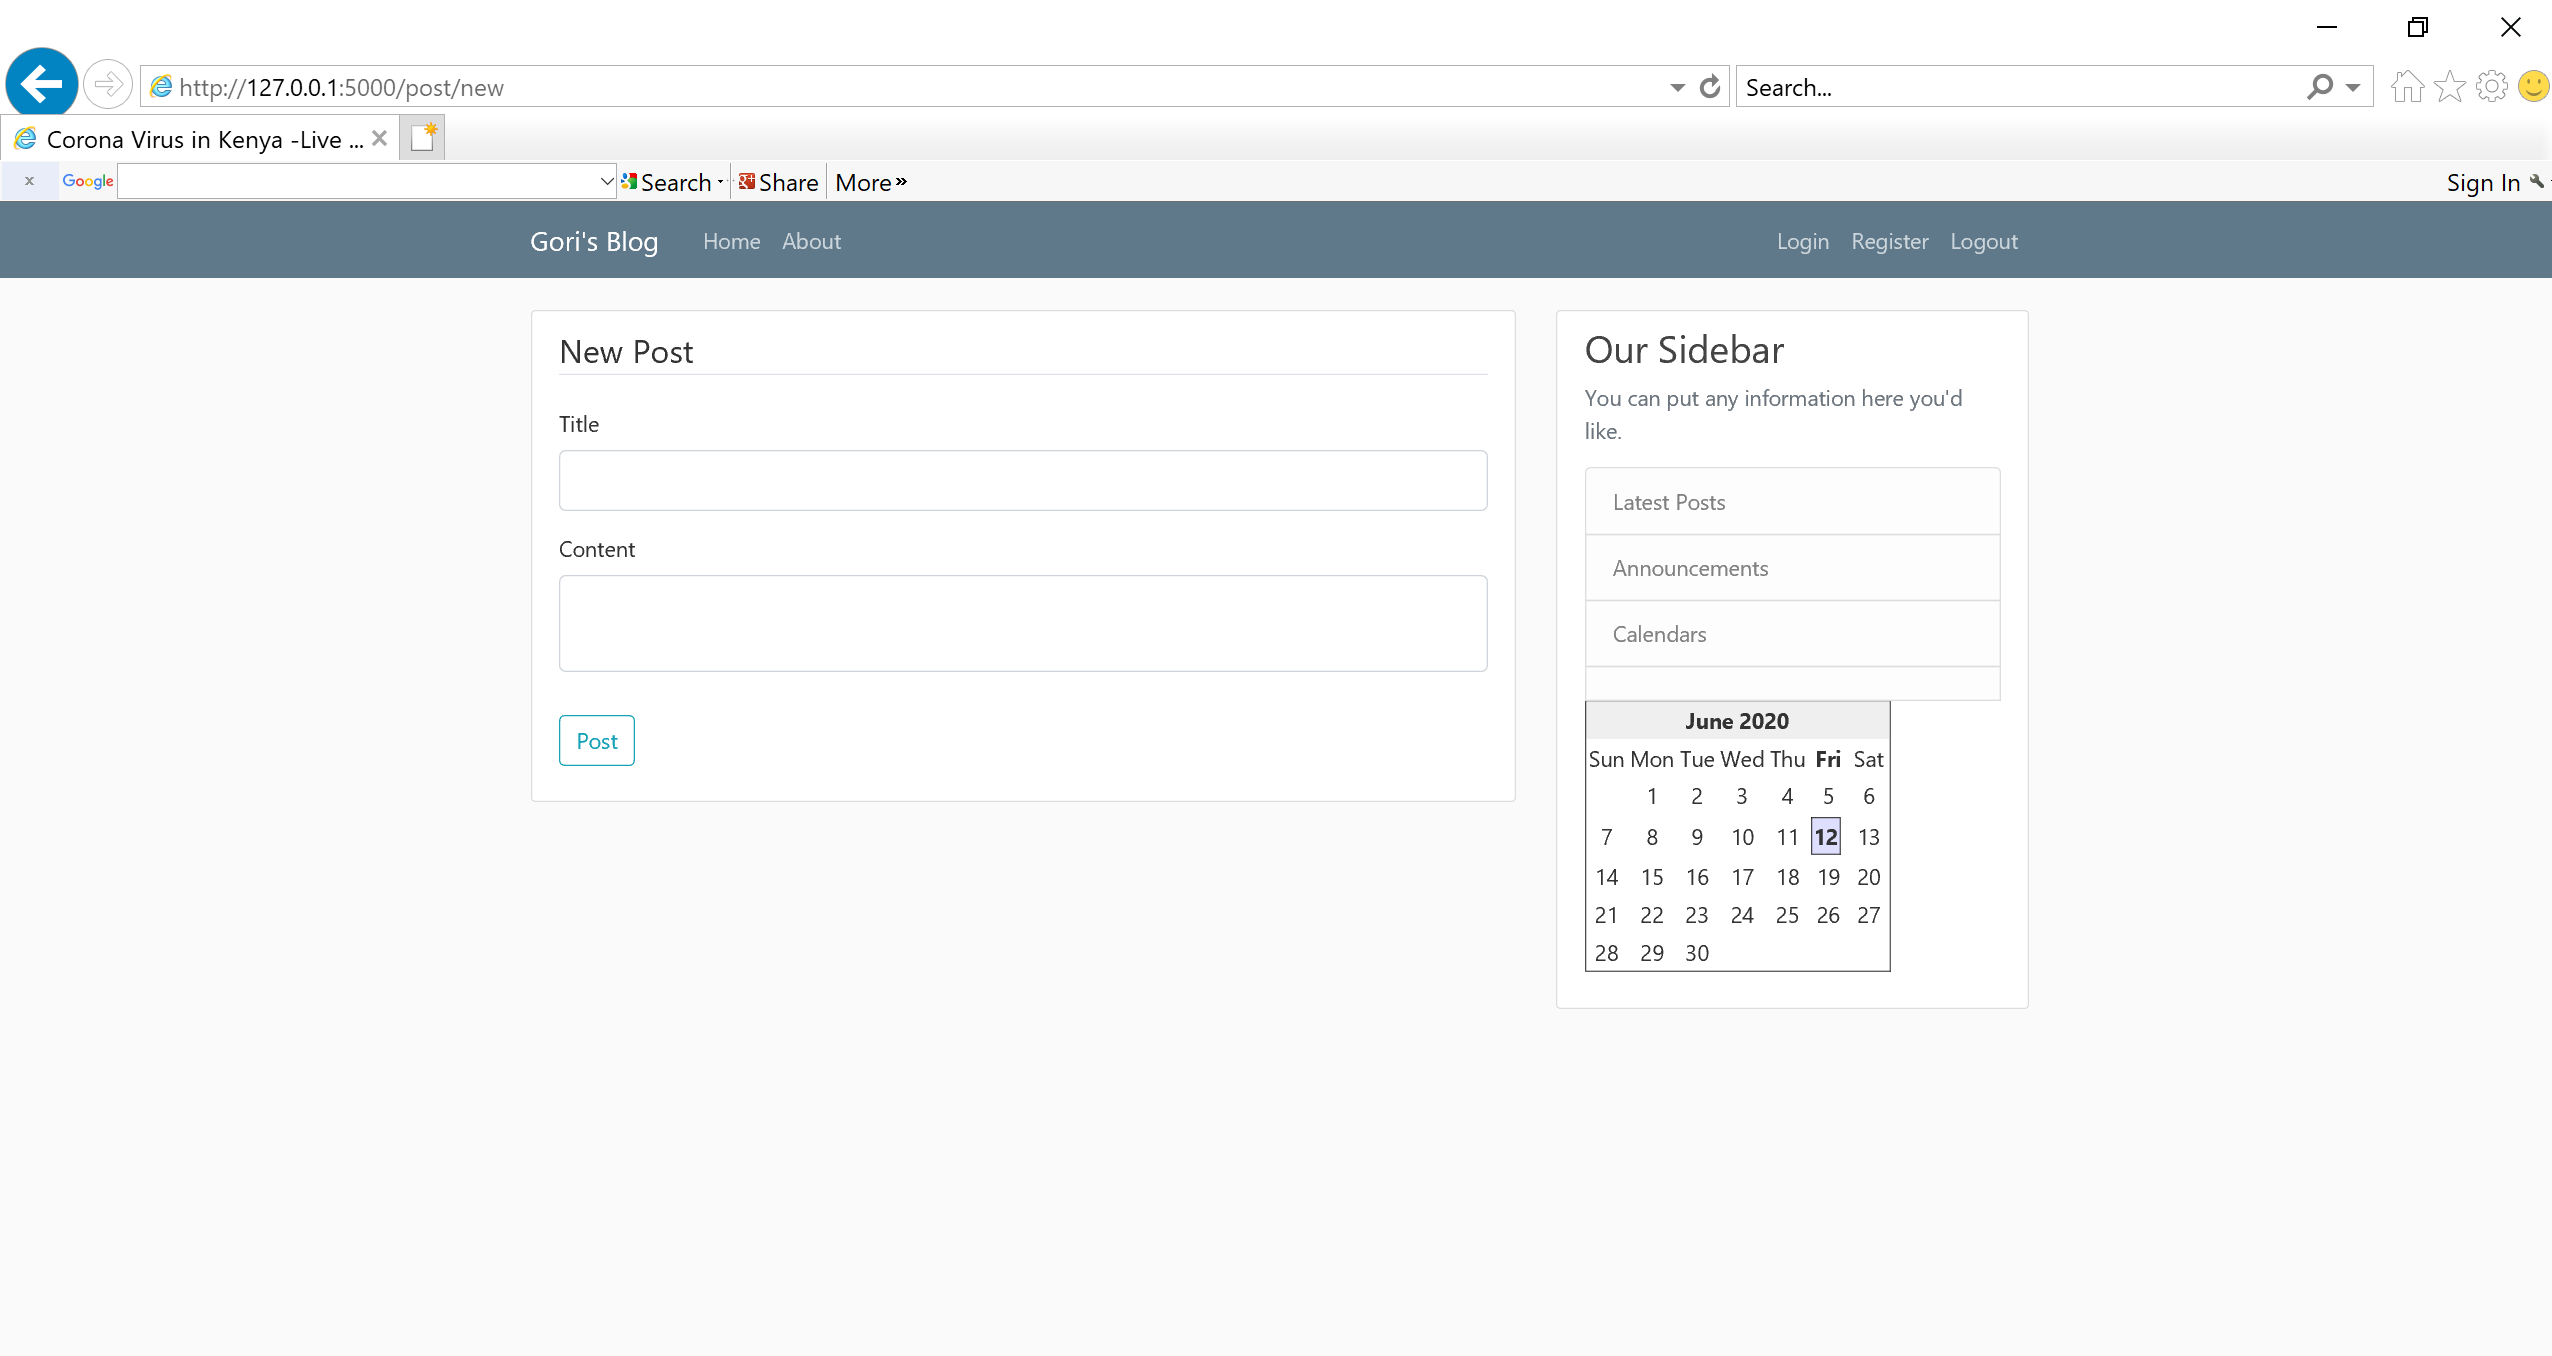 http://127.0.0.1:5000/post/new
Search...
Corona Virus in Kenya -Live ...
x Google Search Share More » Sign In
Gori's Blog Home About Login Register Logout
New Post
Title
Content
Post
Our Sidebar
You can put any information here you'd
like.
Latest Posts
Announcements
Calendars
June 2020
Sun Mon Tue Wed Thu Fri Sat
1 2 3 4 5 6
7 8 9 10 11 12 13
14 15 16 17 18 19 20
21 22 23 24 25 26 27
28 29 30